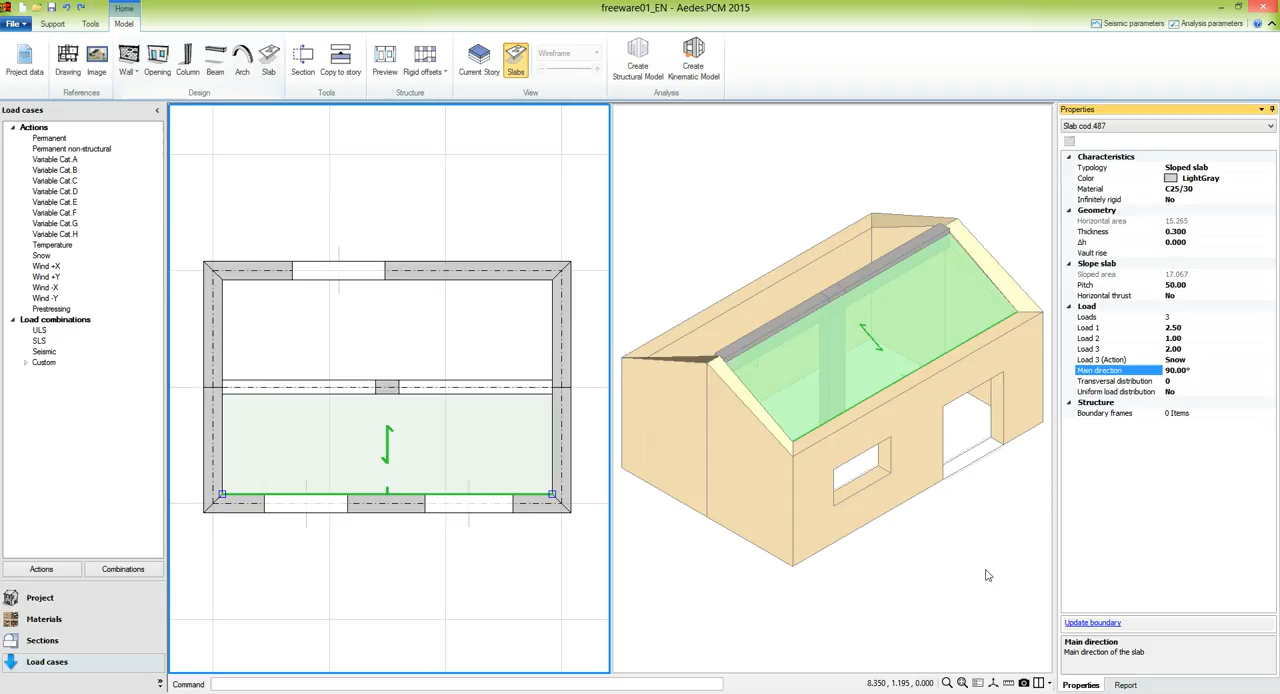 freeware01_EN - Aedes.PCM 2015
Home
File
Support
Tools
Model
Seismic parameters
Analysis parameters
Project data
Drawing
Image
Wall
Opening
Column
Beam
Arch
Slab
Section
Copy to story
Preview
Rigid offsets
Current Story
Slabs
Wireframe
Create Structural Model
Create Kinematic Model
References
Design
Tools
Structure
View
Analysis
Load cases
Actions
Permanent
Permanent non-structural
Variable Cat.A
Variable Cat.B
Variable Cat.C
Variable Cat.D
Variable Cat.E
Variable Cat.F
Variable Cat.G
Variable Cat.H
Temperature
Snow
Wind +X
Wind +Y
Wind -X
Wind -Y
Prestressing
Load combinations
ULS
SLS
Seismic
Custom
Actions
Combinations
Project
Materials
Sections
Load cases
Command
8.350, 1.195, 0.000
Properties
Slab cod.487
Characteristics
Typology Sloped slab
Color LightGray
Material C25/30
Infinitely rigid No
Geometry
Horizontal area 15.265
Thickness 0.300
Δh 0.000
Vault rise
Slope slab
Sloped area 17.067
Pitch 50.00
Horizontal thrust No
Load
Loads 3
Load 1 2.50
Load 2 1.00
Load 3 2.00
Load 3 (Action) Snow
Main direction 90.00°
Transversal distribution 0
Uniform load distribution No
Structure
Boundary frames 0 Items
Update boundary
Main direction
Main direction of the slab
Properties
Report